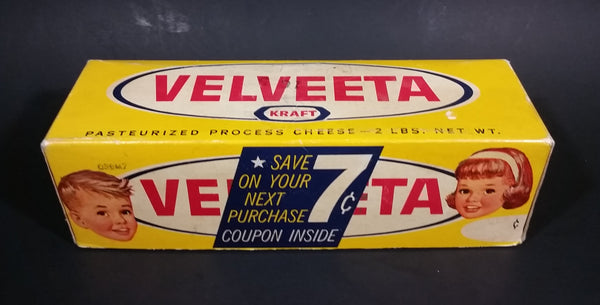 VELVEETA
KRAFT
PASTEURIZED PROCESS CHEESE—2 LBS. NET WT.
VELVEETA
★ SAVE 7¢
ON YOUR
NEXT
PURCHASE
COUPON INSIDE
¢